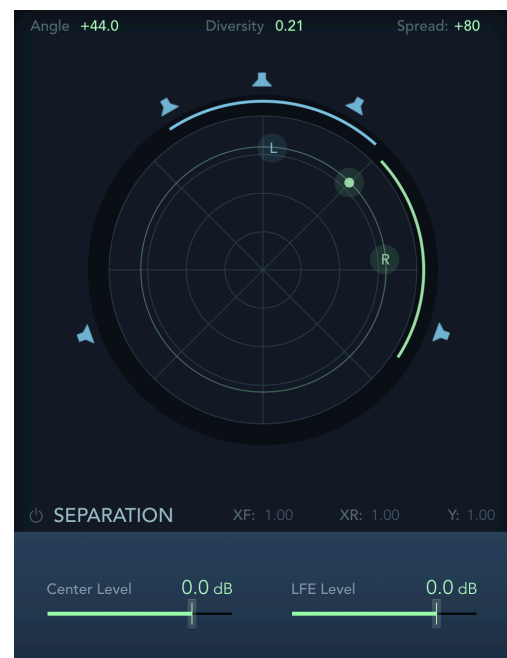 Angle +44.0 Diversity 0.21 Spread: +80
L
R
SEPARATION XF: 1.00 XR: 1.00 Y: 1.00
Center Level 0.0 dB LFE Level 0.0 dB